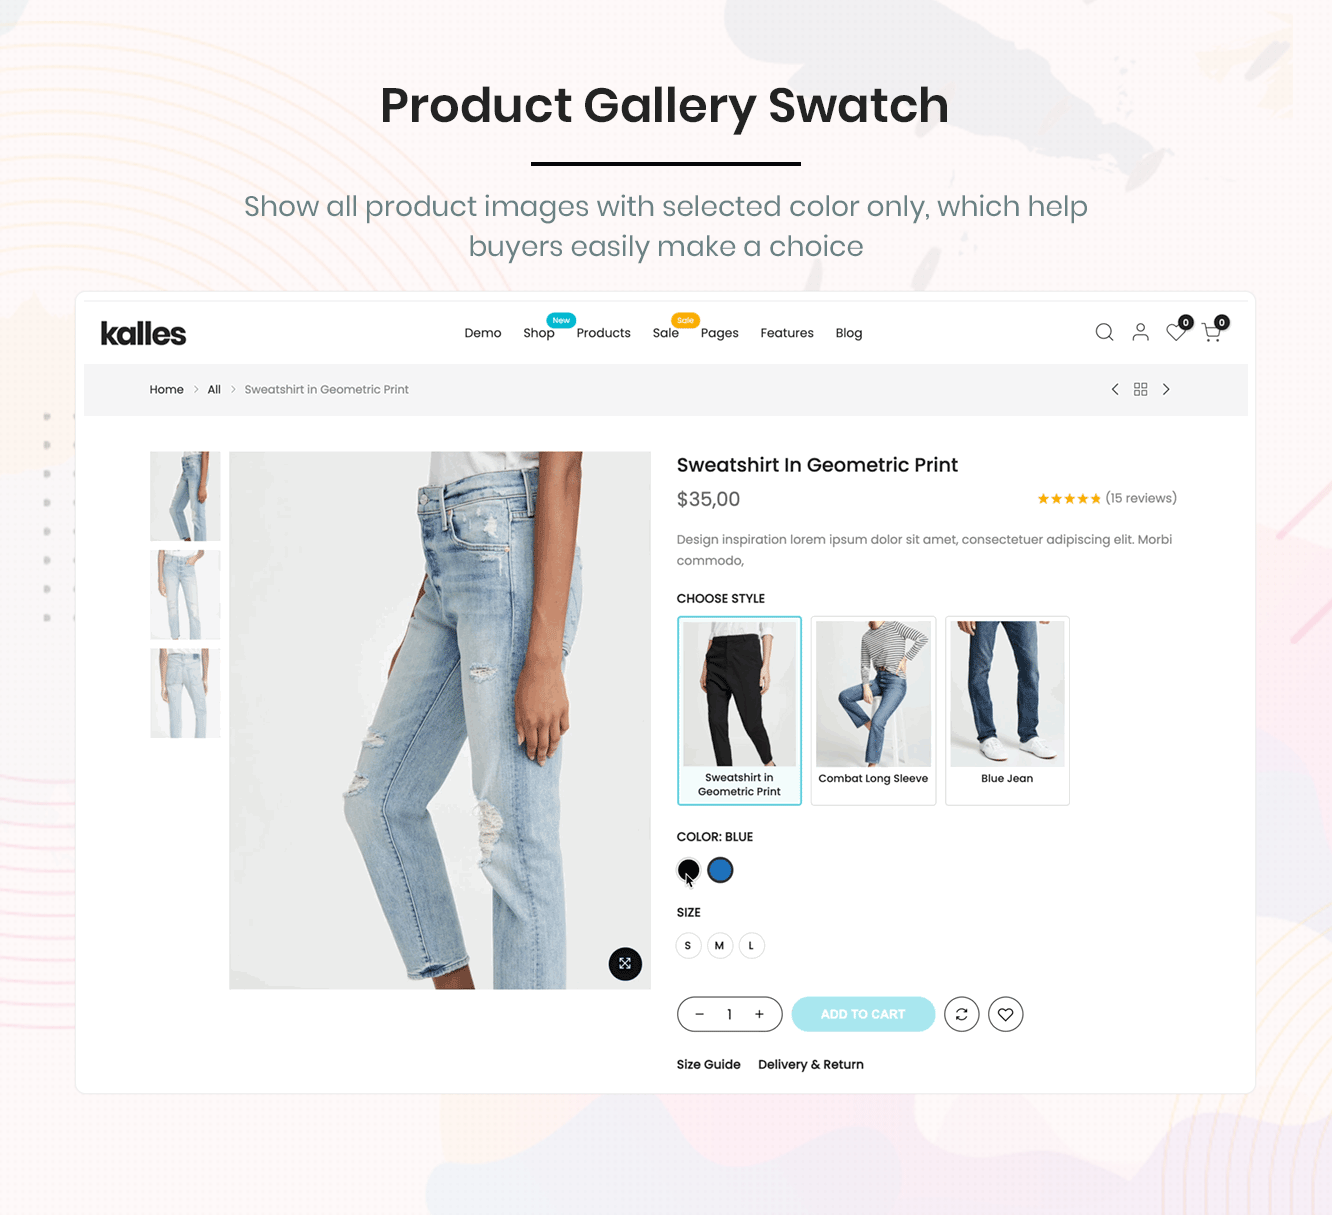 Product Gallery Swatch
Show all product images with selected color only, which help
buyers easily make a choice
kalles
Demo
Shop
New
Products
Sale
Sale
Pages
Features
Blog
0
0
Home
All
Sweatshirt in Geometric Print
Sweatshirt In Geometric Print
$35,00
(15 reviews)
Design inspiration lorem ipsum dolor sit amet, consectetuer adipiscing elit. Morbi
commodo,
CHOOSE STYLE
Sweatshirt in
Geometric Print
Combat Long Sleeve
Blue Jean
COLOR: BLUE
SIZE
S
M
L
− 1 +
ADD TO CART
Size Guide
Delivery & Return